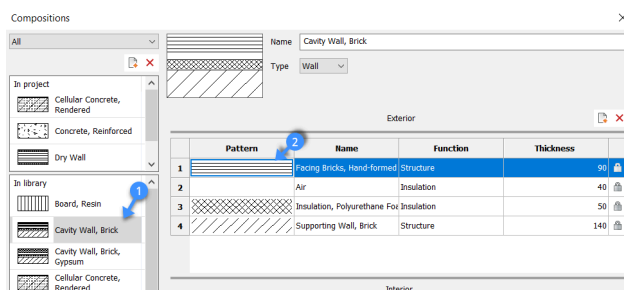 Compositions
All
Name Cavity Wall, Brick
Type Wall
In project
Cellular Concrete,
Rendered
Concrete, Reinforced
Dry Wall
In library
1
Board, Resin
Cavity Wall, Brick
Cavity Wall, Brick,
Gypsum
Cellular Concrete,
Rendered
Exterior
2
Pattern Name Function Thickness
1 Facing Bricks, Hand-formed Structure 90
2 Air Insulation 40
3 Insulation, Polyurethane Foa Insulation 50
4 Supporting Wall, Brick Structure 140
Interior